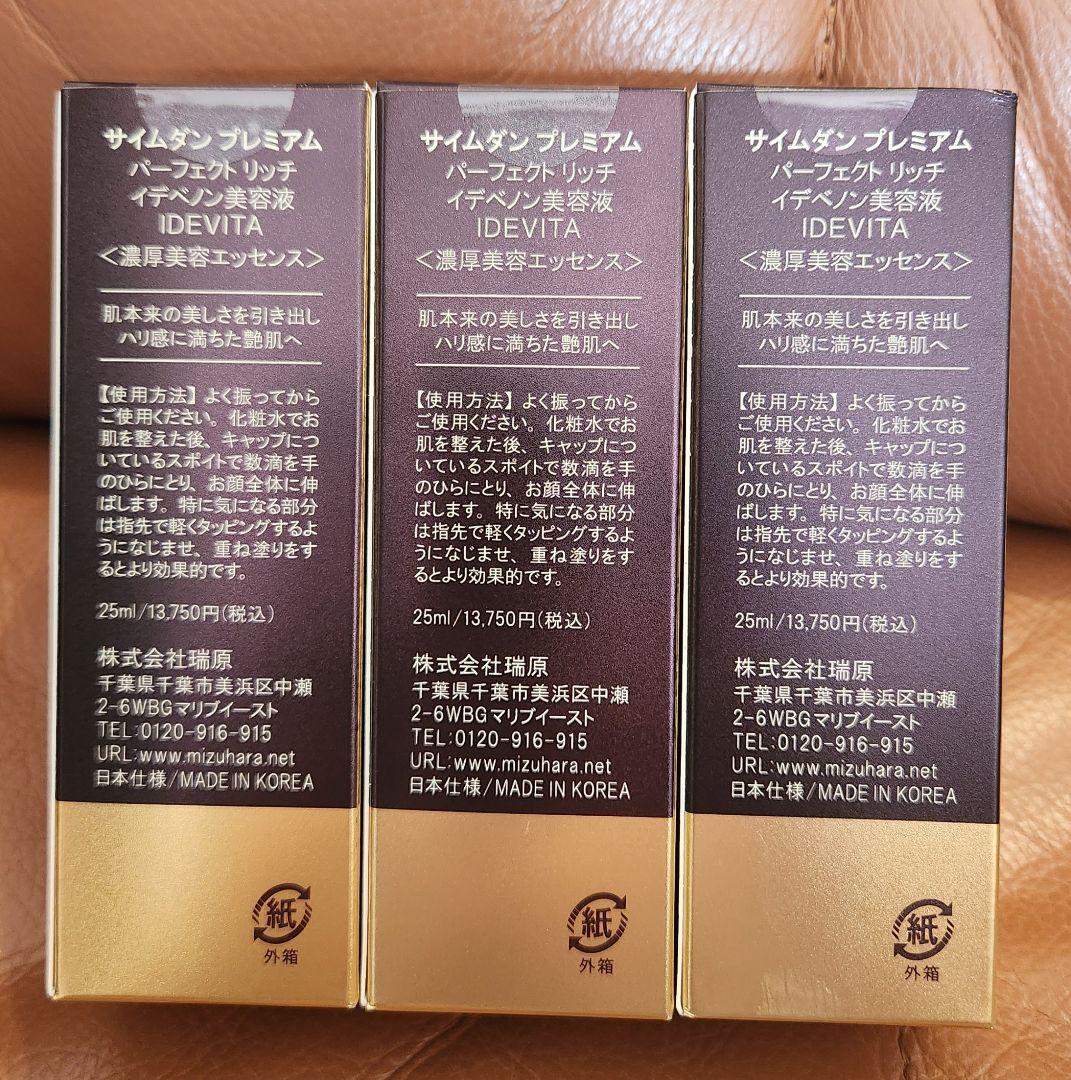 サイムダン プレミアム
パーフェクト リッチ
イデベノン美容液
IDEVITA
＜濃厚美容エッセンス＞
肌本来の美しさを引き出し
ハリ感に満ちた艶肌へ
【使用方法】よく振ってから
ご使用ください。化粧水でお
肌を整えた後、キャップにつ
いているスポイトで数滴を手
のひらにとり、お顔全体に伸
ばします。特に気になる部分
は指先で軽くタッピングするよ
うになじませ、重ね塗りをす
るとより効果的です。
25ml/13,750円(税込)
株式会社瑞原
千葉県千葉市美浜区中瀬
2-6WBGマリブイースト
TEL:0120-916-915
URL:www.mizuhara.net
日本仕様/MADE IN KOREA
紙
外箱
サイムダン プレミアム
パーフェクト リッチ
イデベノン美容液
IDEVITA
＜濃厚美容エッセンス＞
肌本来の美しさを引き出し
ハリ感に満ちた艶肌へ
【使用方法】よく振ってから
ご使用ください。化粧水でお
肌を整えた後、キャップにつ
いているスポイトで数滴を手
のひらにとり、お顔全体に伸
ばします。特に気になる部分
は指先で軽くタッピングするよ
うになじませ、重ね塗りをす
るとより効果的です。
25ml/13,750円(税込)
株式会社瑞原
千葉県千葉市美浜区中瀬
2-6WBGマリブイースト
TEL:0120-916-915
URL:www.mizuhara.net
日本仕様/MADE IN KOREA
紙
外箱
サイムダン プレミアム
パーフェクト リッチ
イデベノン美容液
IDEVITA
＜濃厚美容エッセンス＞
肌本来の美しさを引き出し
ハリ感に満ちた艶肌へ
【使用方法】よく振ってから
ご使用ください。化粧水でお
肌を整えた後、キャップにつ
いているスポイトで数滴を手
のひらにとり、お顔全体に伸
ばします。特に気になる部分
は指先で軽くタッピングするよ
うになじませ、重ね塗りをす
るとより効果的です。
25ml/13,750円(税込)
株式会社瑞原
千葉県千葉市美浜区中瀬
2-6WBGマリブイースト
TEL:0120-916-915
URL:www.mizuhara.net
日本仕様/MADE IN KOREA
紙
外箱